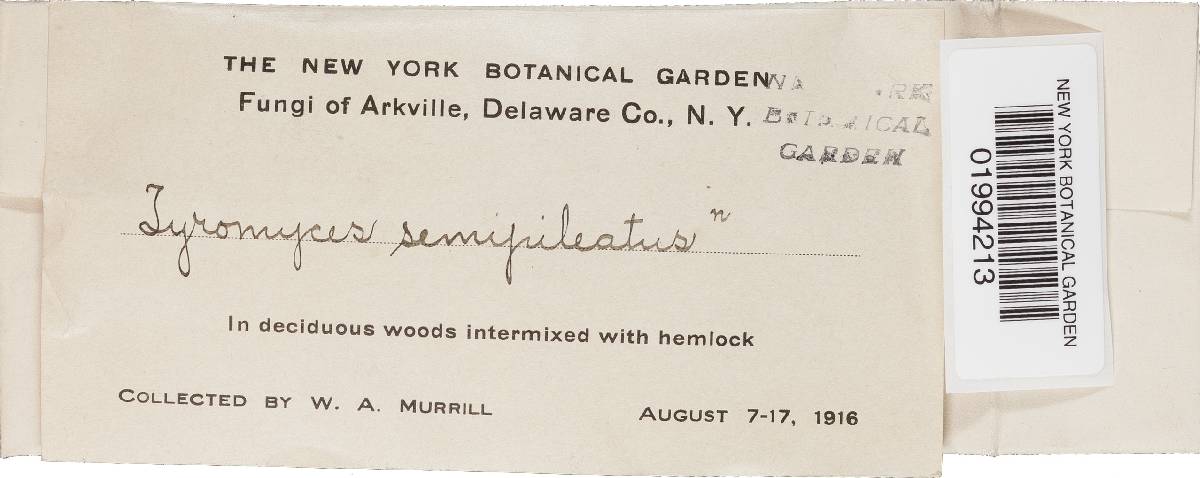 THE NEW YORK BOTANICAL GARDEN
Fungi of Arkville, Delaware Co., N. Y.
GARDEN
Tyromyces semipileatus n
In deciduous woods intermixed with hemlock
COLLECTED BY W. A. MURRILL
AUGUST 7-17, 1916
NEW YORK BOTANICAL GARDEN
01994213